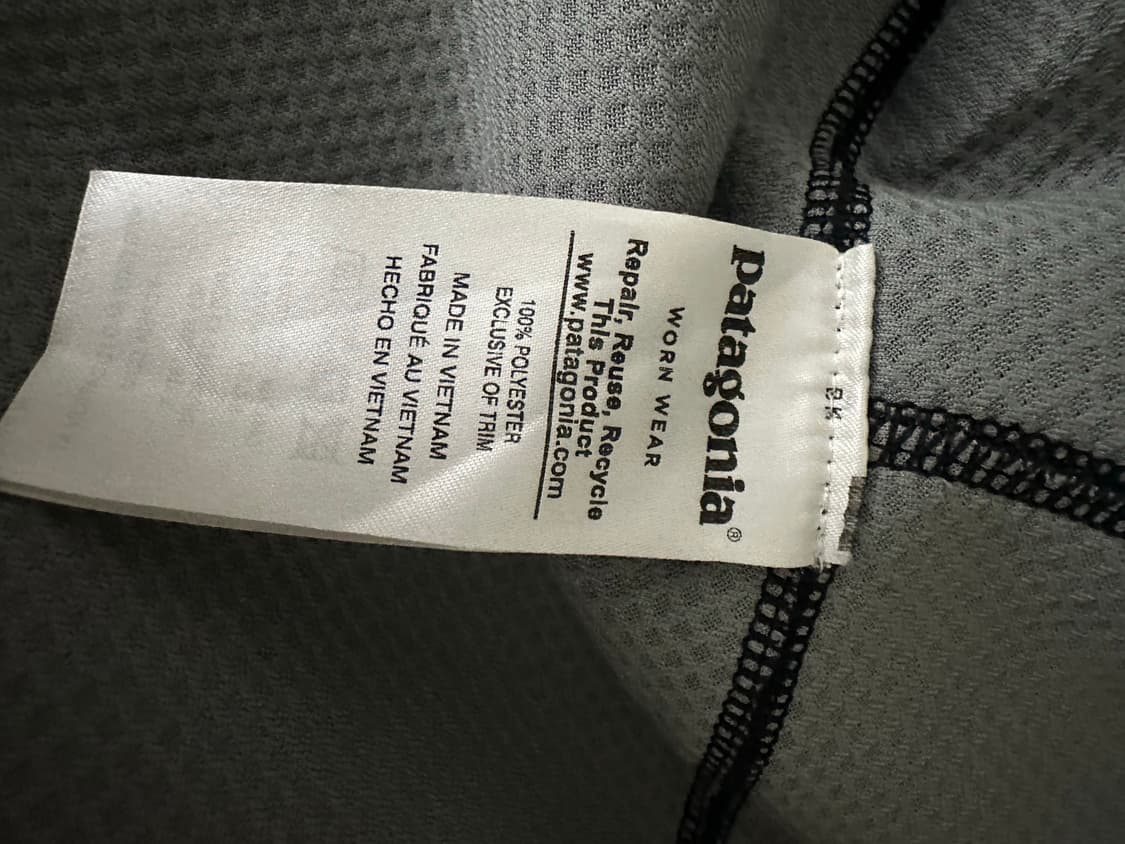 patagonia®
WORN WEAR
Repair, Reuse, Recycle
This Product
www.patagonia.com
100% POLYESTER
EXCLUSIVE OF TRIM
MADE IN VIETNAM
FABRIQUÉ AU VIETNAM
HECHO EN VIETNAM